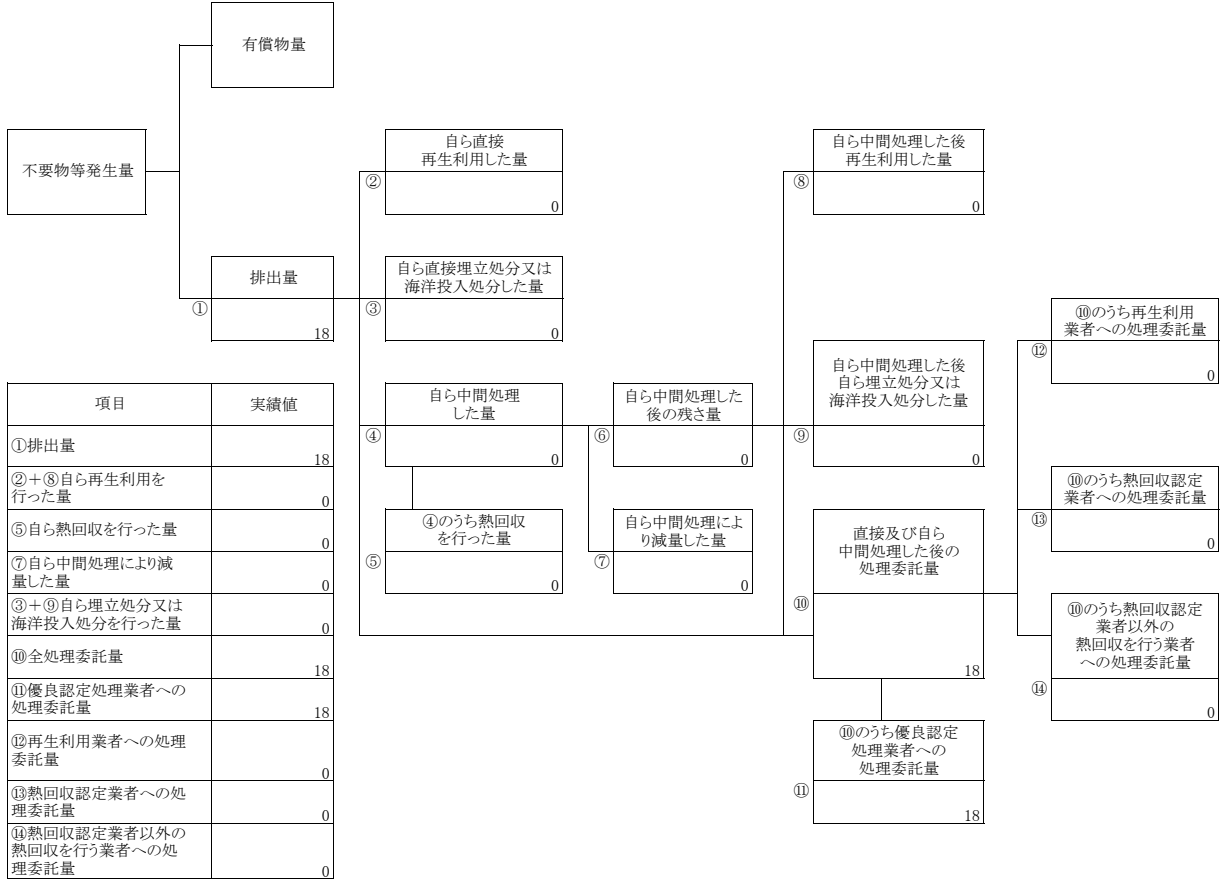 有償物量
不要物等発生量
自ら直接
再生利用した量
②
0
自ら中間処理した後
再生利用した量
⑧
0
排出量
①
18
自ら直接埋立処分又は
海洋投入処分した量
③
0
⑩のうち再生利用
業者への処理委託量
⑫
0
自ら中間処理
した量
④
0
自ら中間処理した
後の残さ量
⑥
0
自ら中間処理した後
自ら埋立処分又は
海洋投入処分した量
⑨
0
⑩のうち熱回収認定
業者への処理委託量
⑬
0
④のうち熱回収
を行った量
⑤
0
自ら中間処理によ
り減量した量
⑦
0
直接及び自ら
中間処理した後の
処理委託量
⑩
18
⑩のうち熱回収認定
業者以外の
熱回収を行う業者
への処理委託量
⑭
0
⑩のうち優良認定
処理業者への
処理委託量
⑪
18
項目 実績値
①排出量
18
②+⑧自ら再生利用を
行った量
0
⑤自ら熱回収を行った量
0
⑦自ら中間処理により減
量した量
0
③+⑨自ら埋立処分又は
海洋投入処分を行った量
0
⑩全処理委託量
18
⑪優良認定処理業者への
処理委託量
18
⑫再生利用業者への処理
委託量
0
⑬熱回収認定業者への処
理委託量
0
⑭熱回収認定業者以外の
熱回収を行う業者への処
理委託量
0